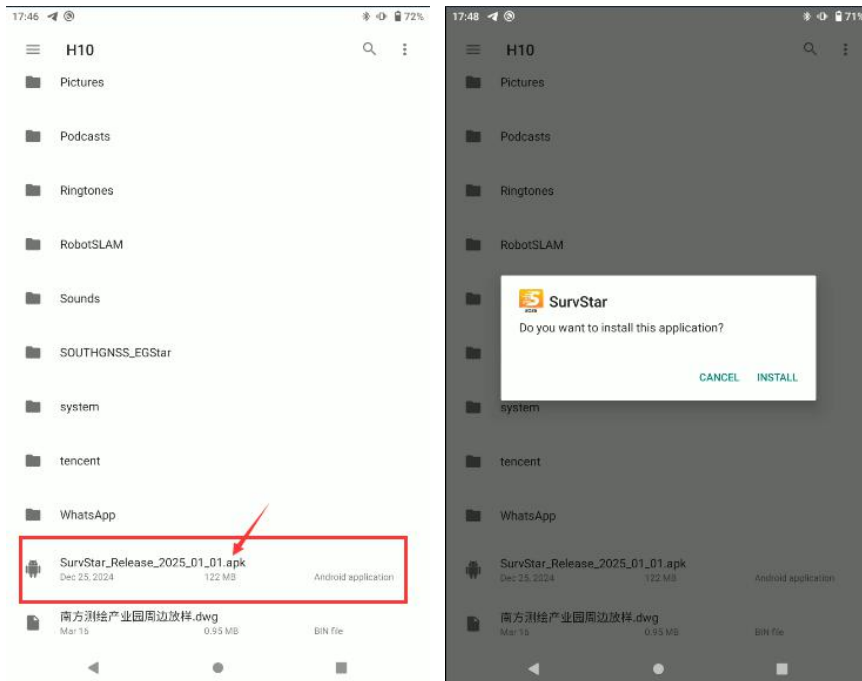 17:46 72%
H10
Pictures
Podcasts
Ringtones
RobotSLAM
Sounds
SOUTHGNSS_EGStar
system
tencent
WhatsApp
SurvStar_Release_2025_01_01.apk
Dec 25, 2024 122 MB Android application
南方测绘产业园周边放样.dwg
Mar 16 0.95 MB BIN file
17:48 71%
H10
Pictures
Podcasts
Ringtones
RobotSLAM
SurvStar
Do you want to install this application?
CANCEL INSTALL
system
tencent
WhatsApp
SurvStar_Release_2025_01_01.apk
Dec 25, 2024 122 MB Android application
南方测绘产业园周边放样.dwg
Mar 16 0.95 MB BIN file